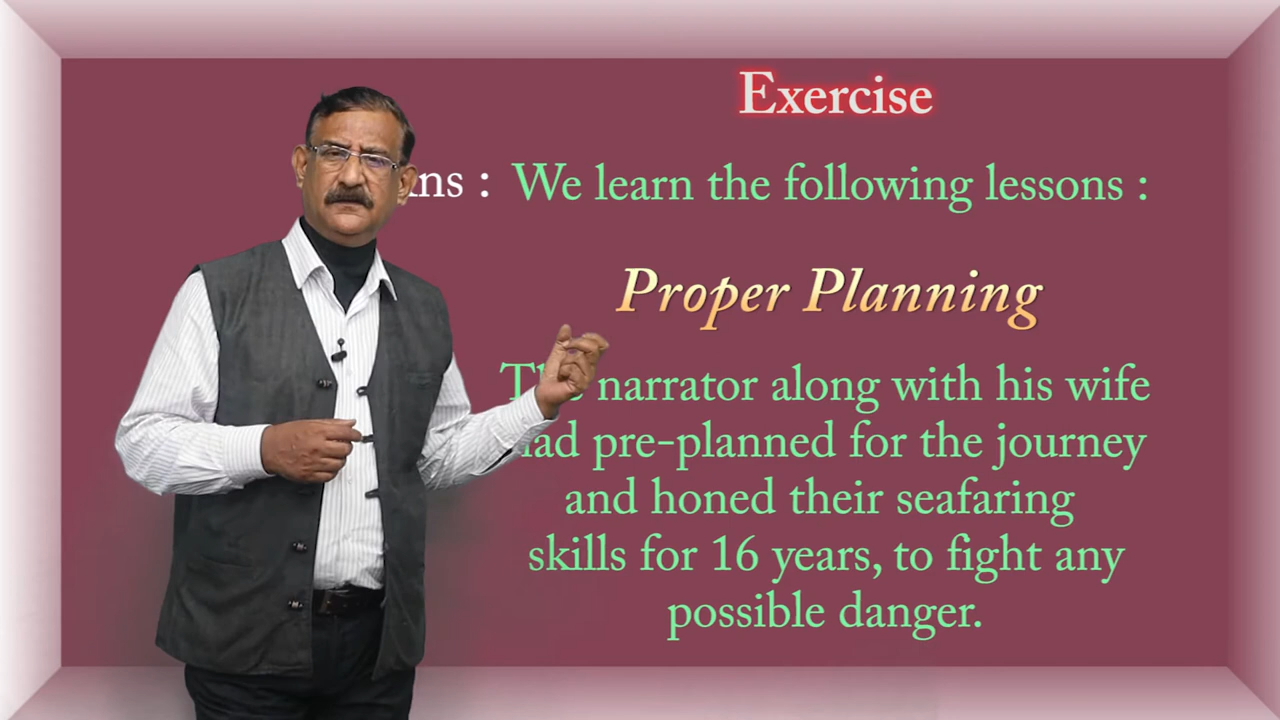 Exercise
: We learn the following lessons :
Proper Planning
narrator along with his wife
pre-planned for the journey
and honed their seafaring
skills for 16 years, to fight any
possible danger.